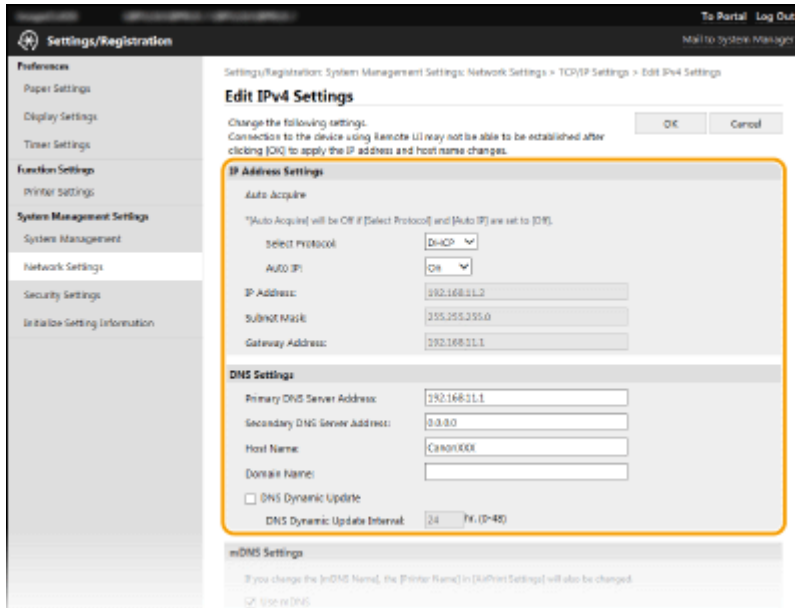 To Portal Log Out
Settings/Registration
Mail to System Manager
Preferences
Paper Settings
Display Settings
Timer Settings
Function Settings
Printer Settings
System Management Settings
System Management
Network Settings
Security Settings
Initialize Setting Information
Settings/Registration: System Management Settings: Network Settings > TCP/IP Settings > Edit IPv4 Settings
Edit IPv4 Settings
Change the following settings.
Connection to the device using Remote UI may not be able to be established after
clicking [OK] to apply the IP address and host name changes.
OK Cancel
IP Address Settings
Auto Acquire
*[Auto Acquire] will be Off if [Select Protocol] and [Auto IP] are set to [Off].
Select Protocol: DHCP
Auto IP: On
IP Address: 192.168.11.2
Subnet Mask: 255.255.255.0
Gateway Address: 192.168.11.1
DNS Settings
Primary DNS Server Address: 192.168.11.1
Secondary DNS Server Address: 0.0.0.0
Host Name: CanonXXX
Domain Name:
DNS Dynamic Update
DNS Dynamic Update Interval: 24 hr. (0-48)
mDNS Settings
If you change the [mDNS Name], the [Printer Name] in [AirPrint Settings] will also be changed.
Use mDNS